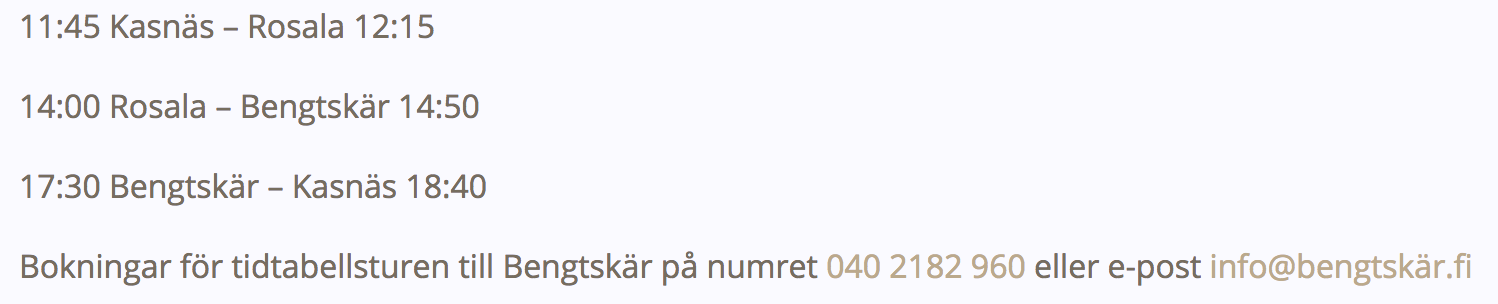 11:45 Kasnäs – Rosala 12:15
14:00 Rosala – Bengtskär 14:50
17:30 Bengtskär – Kasnäs 18:40
Bokningar för tidtabellsturen till Bengtskär på numret 040 2182 960 eller e-post info@bengtskär.fi